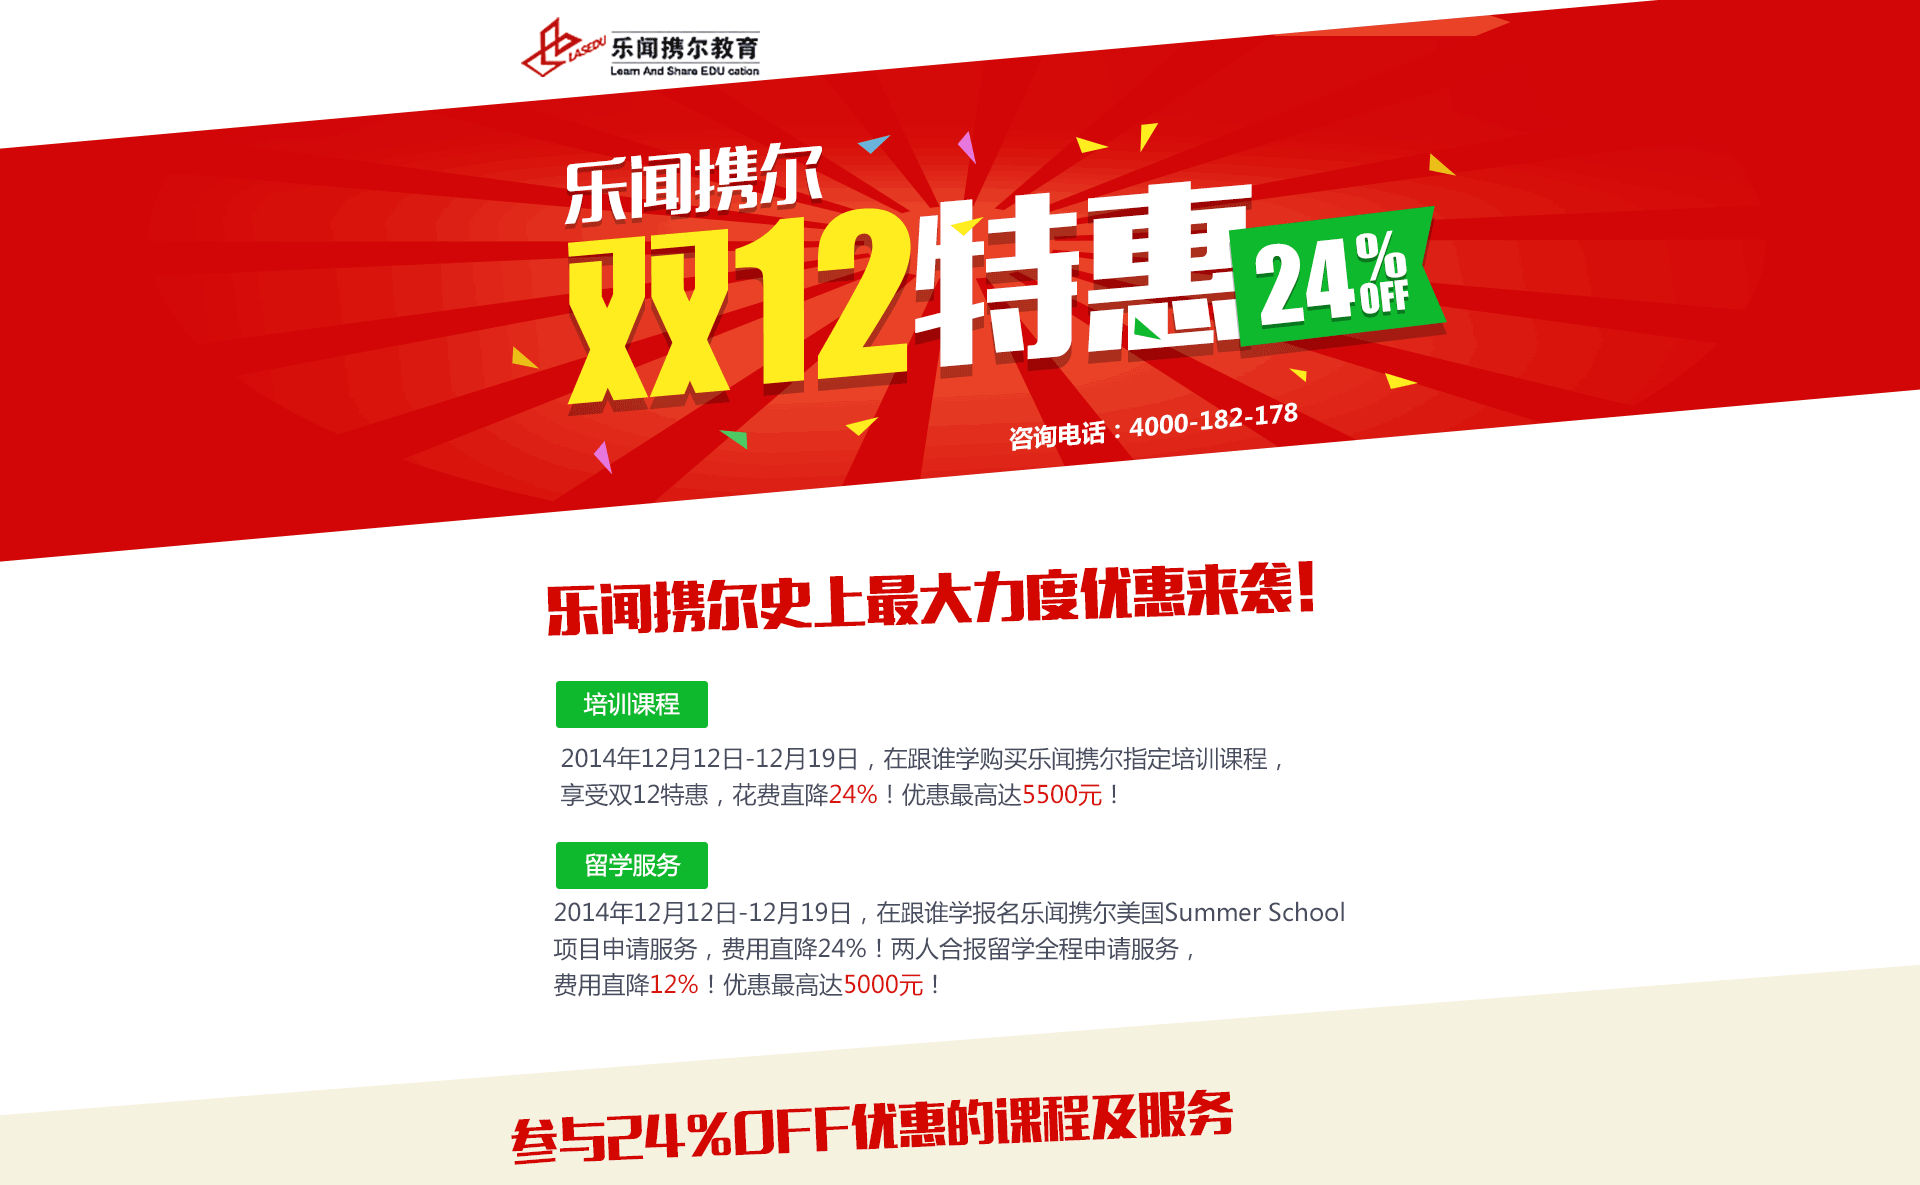 LASEDU
乐闻携尔教育
Learn And Share EDU cation
乐闻携尔
双12特惠
24%
OFF
咨询电话：4000-182-178
乐闻携尔史上最大力度优惠来袭！
培训课程
2014年12月12日-12月19日，在跟谁学购买乐闻携尔指定培训课程，
享受双12特惠，花费直降24%！优惠最高达5500元！
留学服务
2014年12月12日-12月19日，在跟谁学报名乐闻携尔美国Summer School
项目申请服务，费用直降24%！两人合报留学全程申请服务，
费用直降12%！优惠最高达5000元！
参与24%OFF优惠的课程及服务